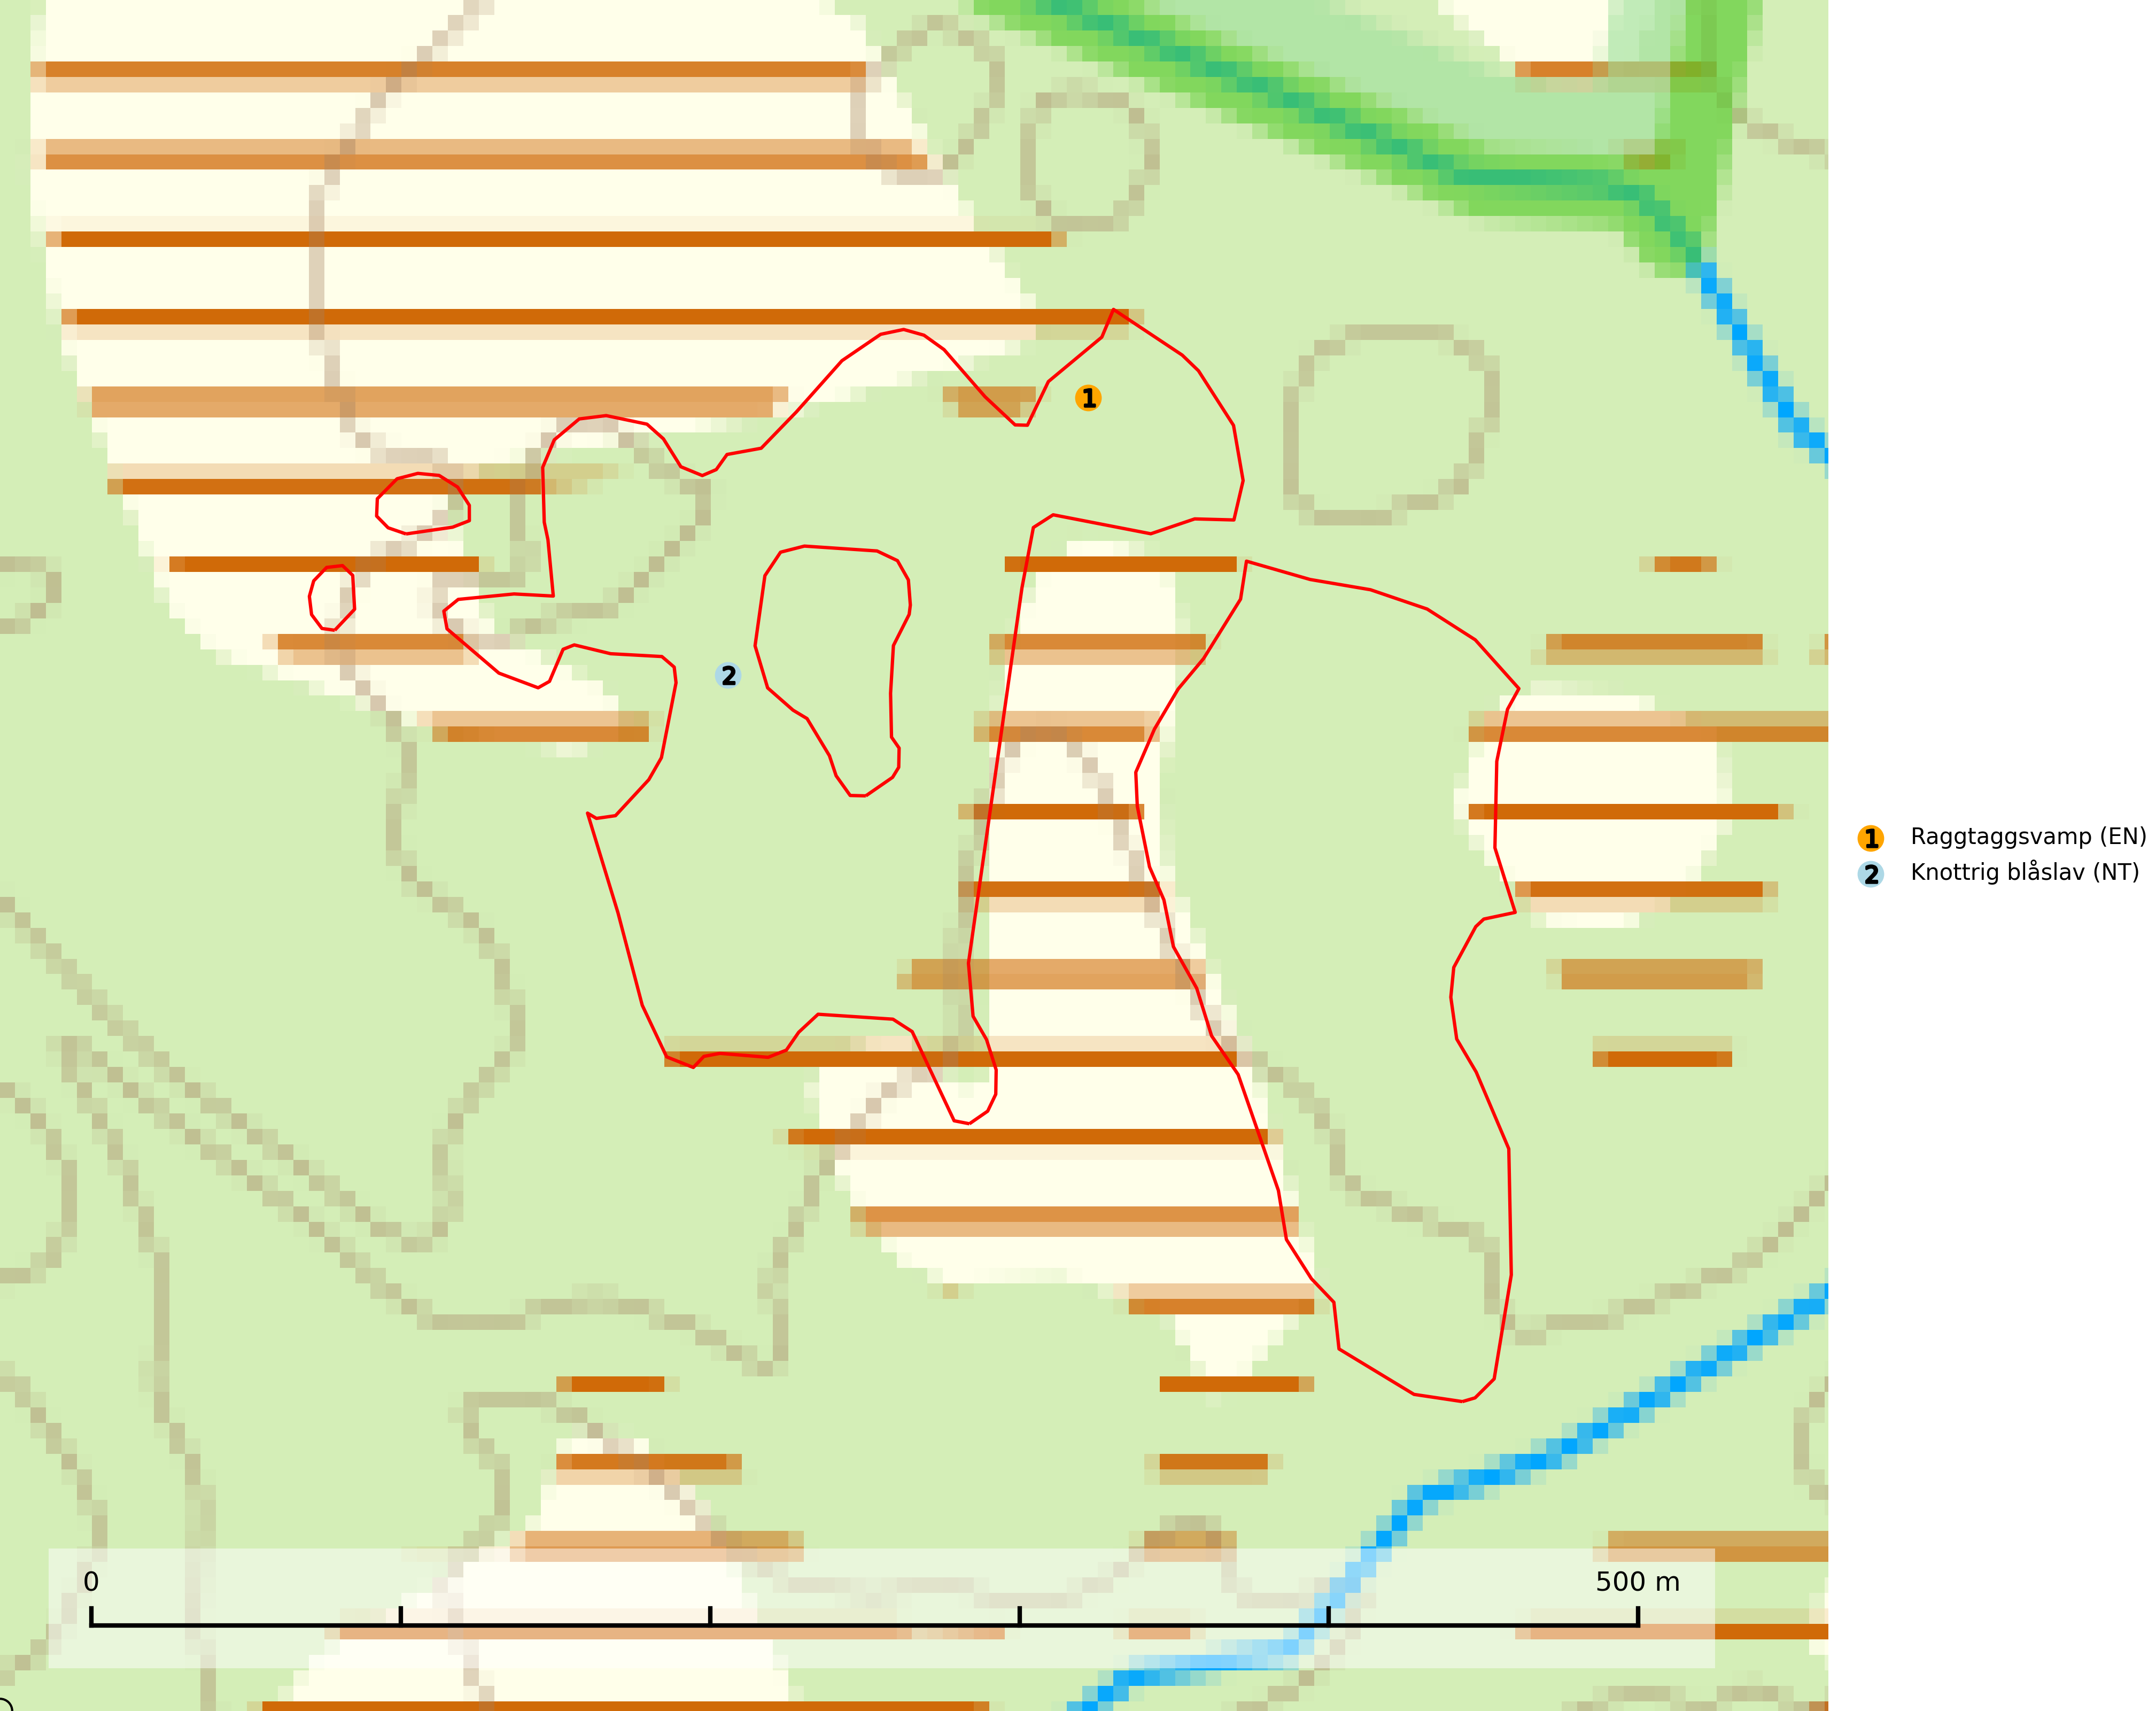 1
2
1 Raggtaggsvamp (EN)
2 Knottrig blåslav (NT)
0 500 m